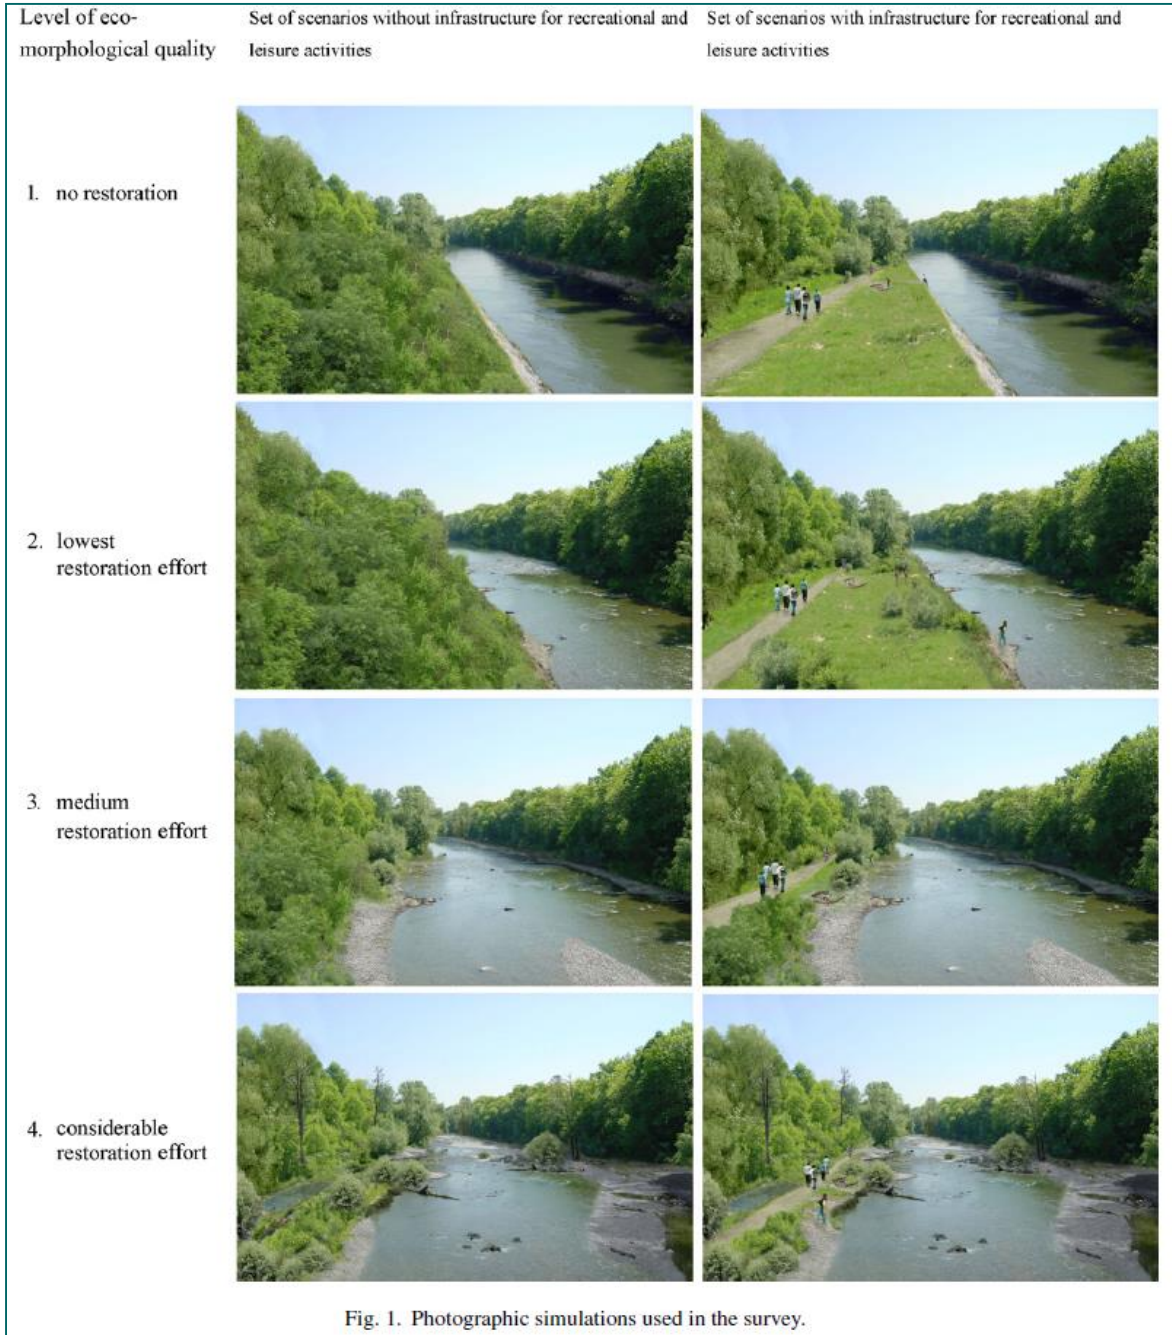 Level of eco-
morphological quality
Set of scenarios without infrastructure for recreational and
leisure activities
Set of scenarios with infrastructure for recreational and
leisure activities
1. no restoration
2. lowest
restoration effort
3. medium
restoration effort
4. considerable
restoration effort
Fig. 1. Photographic simulations used in the survey.